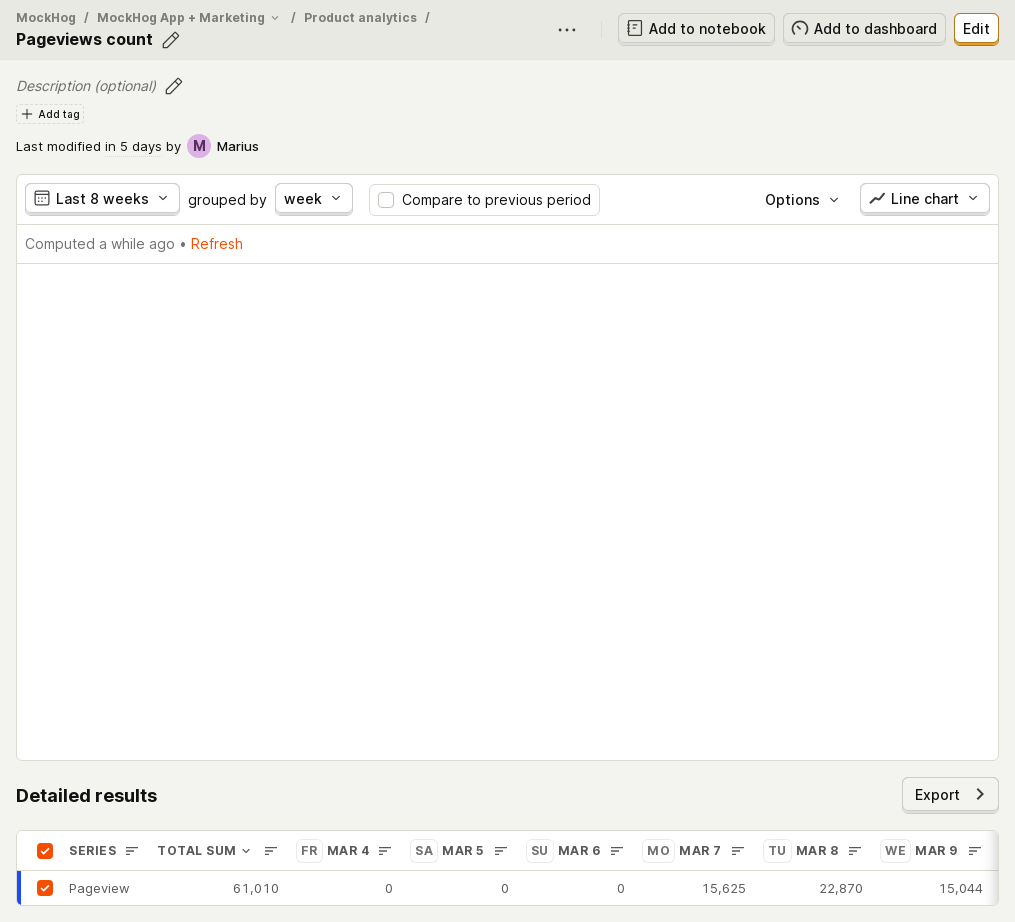 MockHog / MockHog App + Marketing / Product analytics /
Pageviews count
Add to notebook
Add to dashboard
Edit
Description (optional)
Add tag
Last modified in 5 days by M Marius
Last 8 weeks grouped by week Compare to previous period Options Line chart
Computed a while ago • Refresh
Detailed results
Export
SERIES TOTAL SUM FR MAR 4 SA MAR 5 SU MAR 6 MO MAR 7 TU MAR 8 WE MAR 9
Pageview 61,010 0 0 0 15,625 22,870 15,044